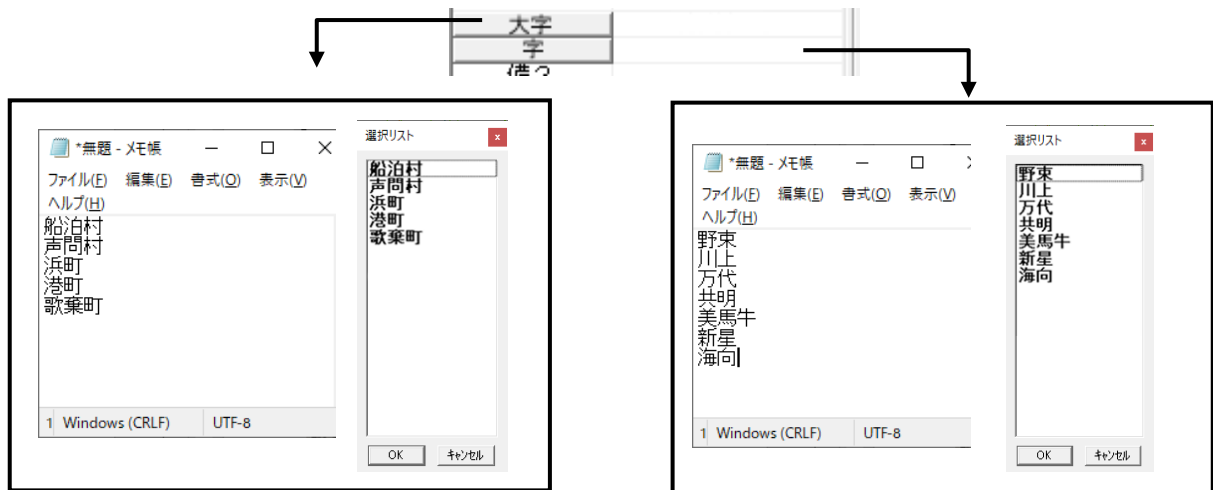 大字
字
*無題 - メモ帳
ファイル(F) 編集(E) 書式(O) 表示(V)
ヘルプ(H)
船泊村
声問村
浜町
港町
歌棄町
1 Windows (CRLF) UTF-8
選択リスト
船泊村
声問村
浜町
港町
歌棄町
OK キャンセル
*無題 - メモ帳
ファイル(F) 編集(E) 書式(O) 表示(V)
ヘルプ(H)
野束
川上
万代
共明
美馬牛
新星
海向
1 Windows (CRLF) UTF-8
選択リスト
野束
川上
万代
共明
美馬牛
新星
海向
OK キャンセル